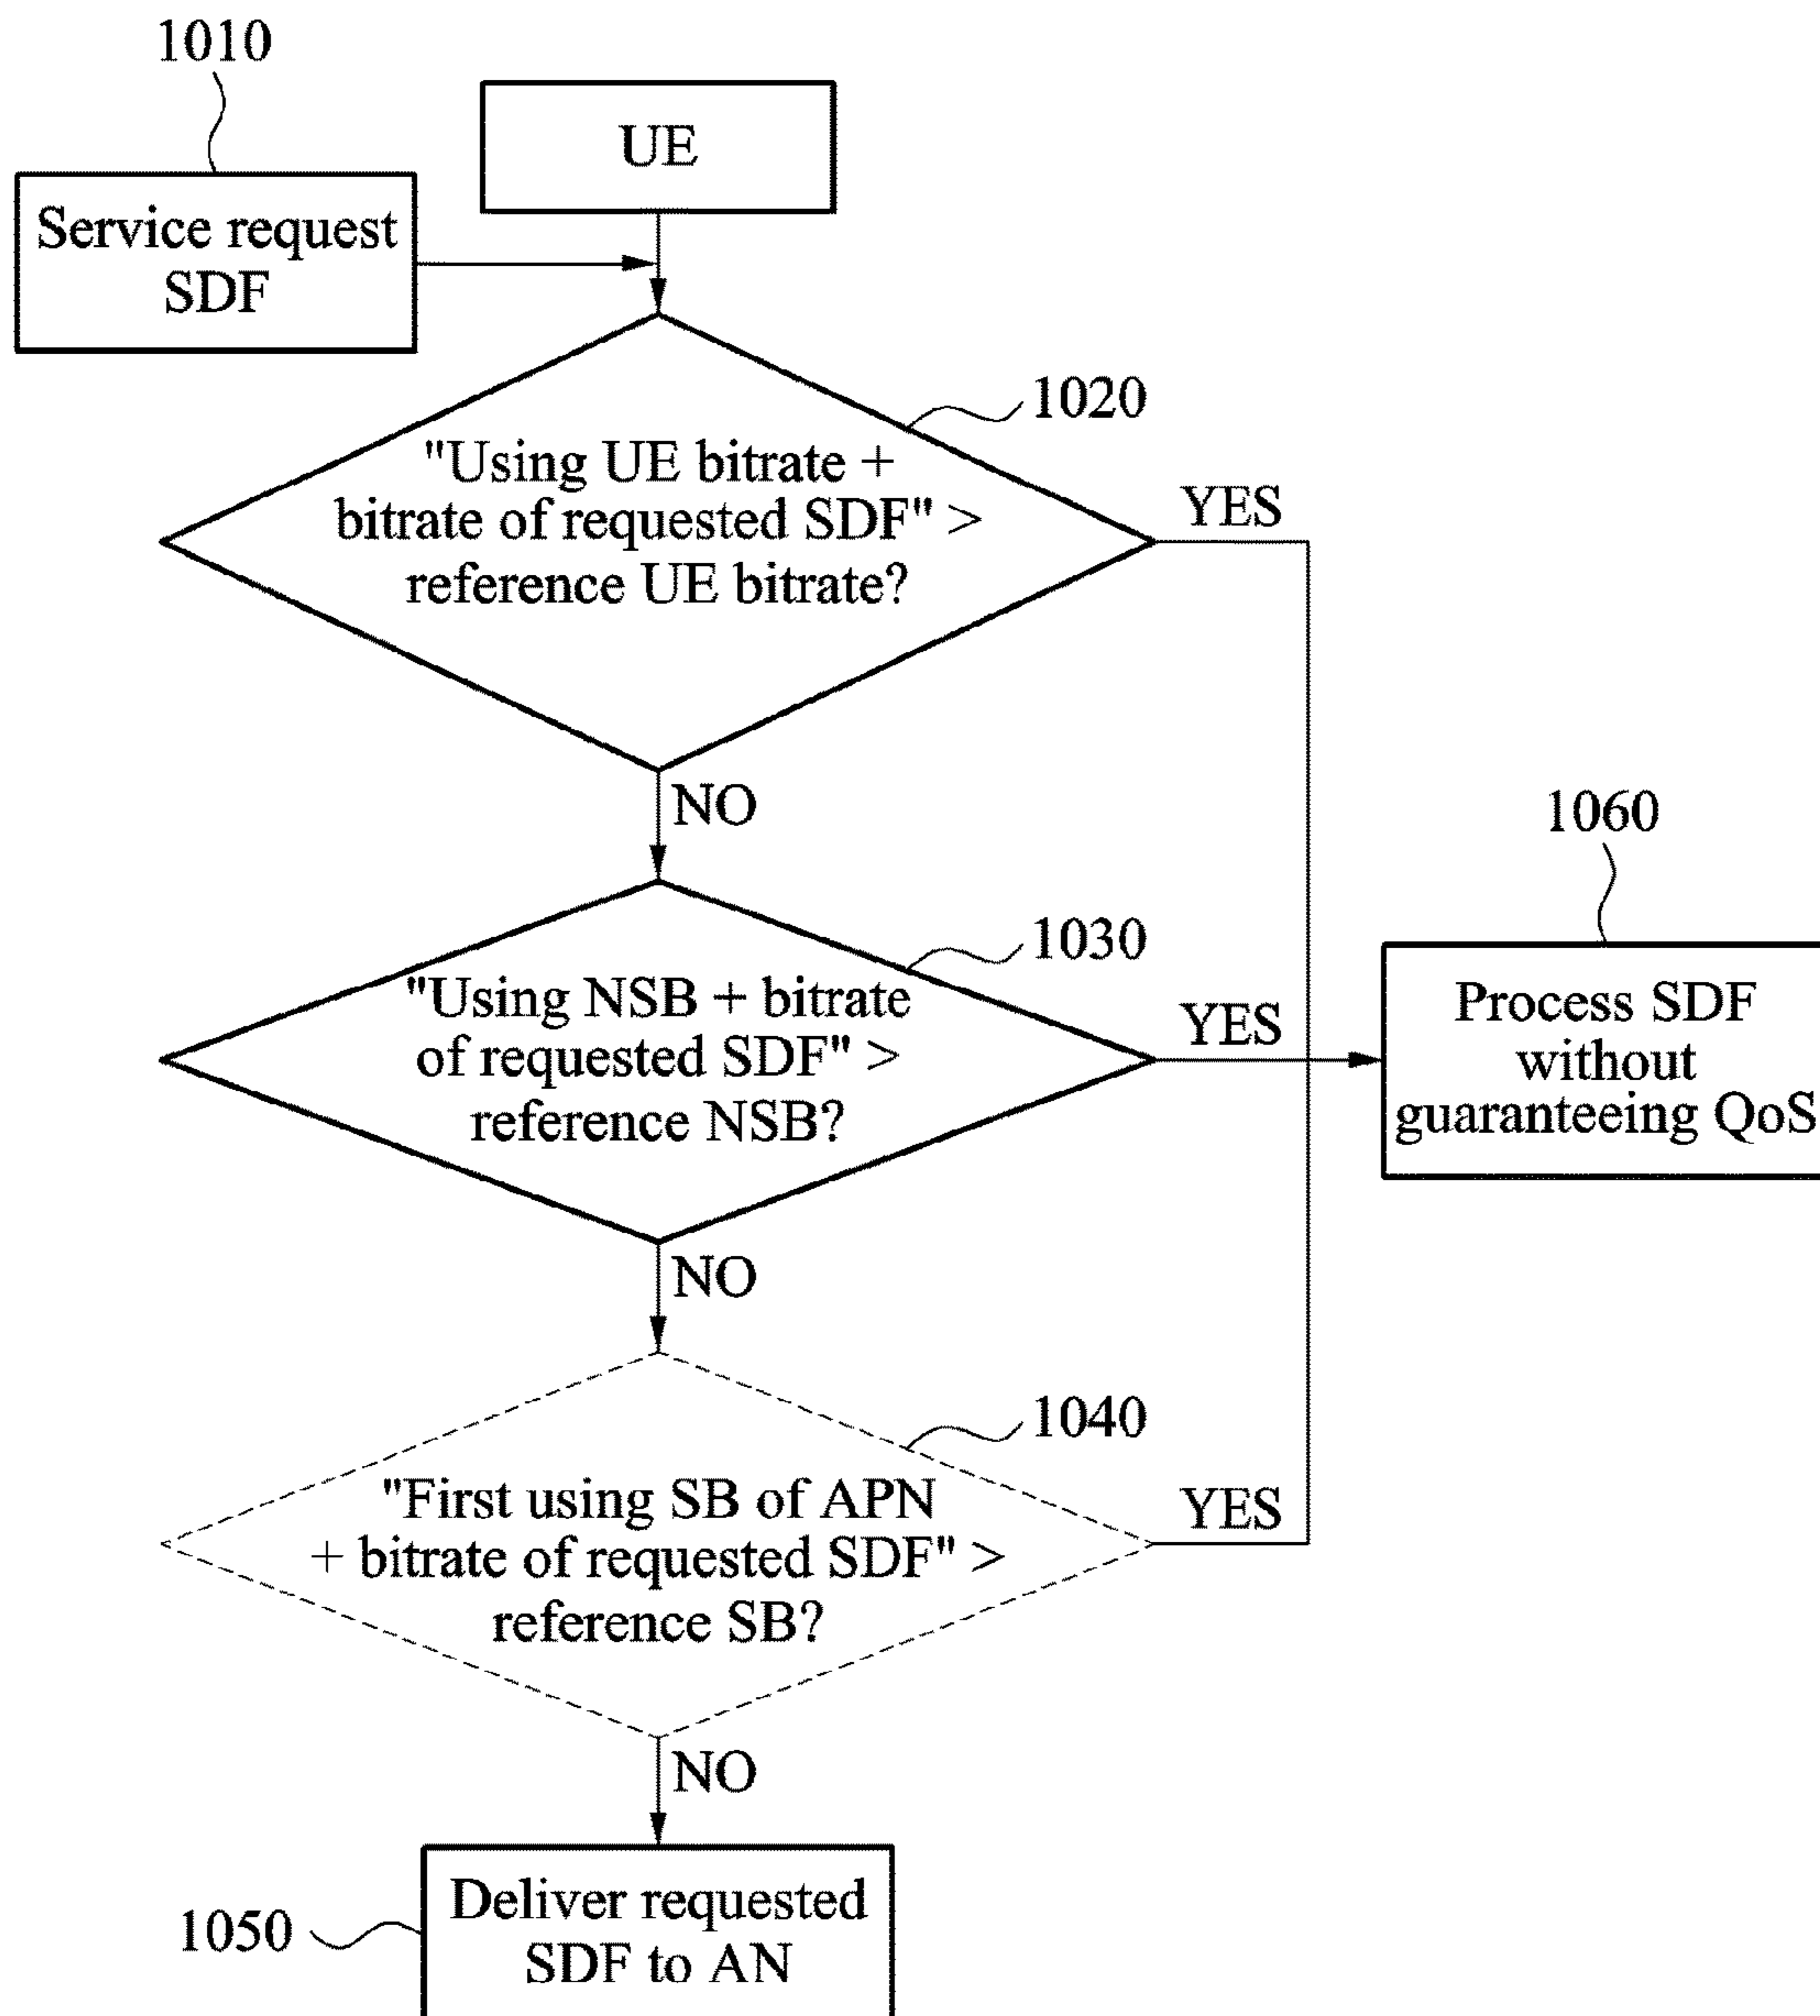 1010
UE
Service request
SDF
1020
"Using UE bitrate +
bitrate of requested SDF" >
reference UE bitrate?
YES
NO
1060
1030
"Using NSB + bitrate
of requested SDF" >
reference NSB?
YES
Process SDF
without
guaranteeing QoS
NO
1040
"First using SB of APN
+ bitrate of requested SDF" >
reference SB?
YES
NO
1050
Deliver requested
SDF to AN